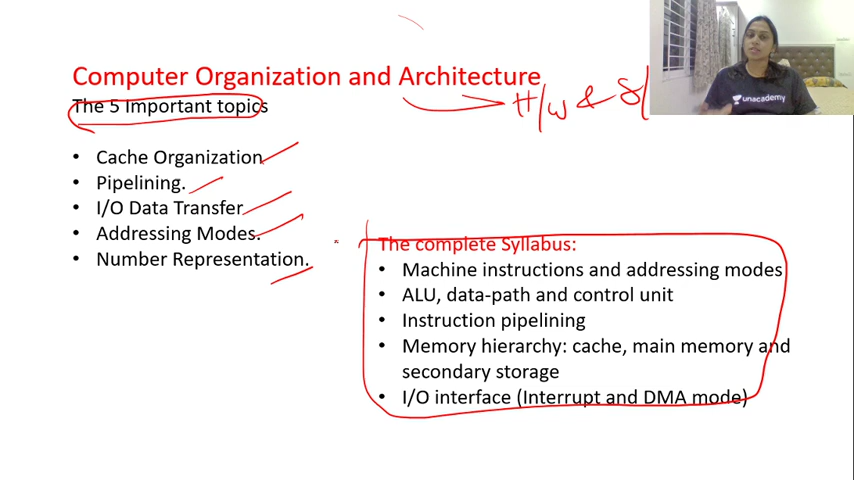 Computer Organization and Architecture
H/W & S/
The 5 Important topics
• Cache Organization
• Pipelining.
• I/O Data Transfer
• Addressing Modes.
• Number Representation.
The complete Syllabus:
• Machine instructions and addressing modes
• ALU, data-path and control unit
• Instruction pipelining
• Memory hierarchy: cache, main memory and
secondary storage
• I/O interface (Interrupt and DMA mode)
unacademy